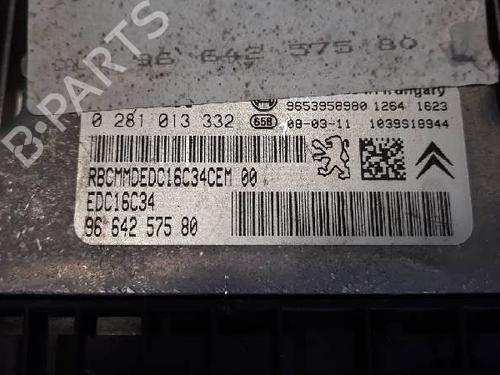 96 642 575 80
Hungary
9653958980 1264 1623
0 281 013 332
658
08-03-11
1039S18944
RBCMMDEDC16C34CEM 00
EDC16C34
96 642 575 80
B-PARTS